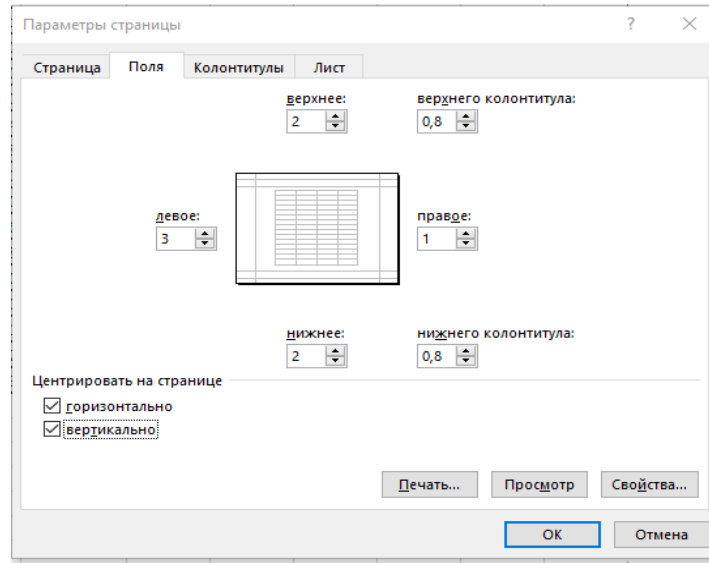 Параметры страницы ? ×
Страница Поля Колонтитулы Лист
верхнее: верхнего колонтитула:
2 0,8
левое: правое:
3 1
нижнее: нижнего колонтитула:
2 0,8
Центрировать на странице
горизонтально
вертикально
Печать... Просмотр Свойства...
ОК Отмена